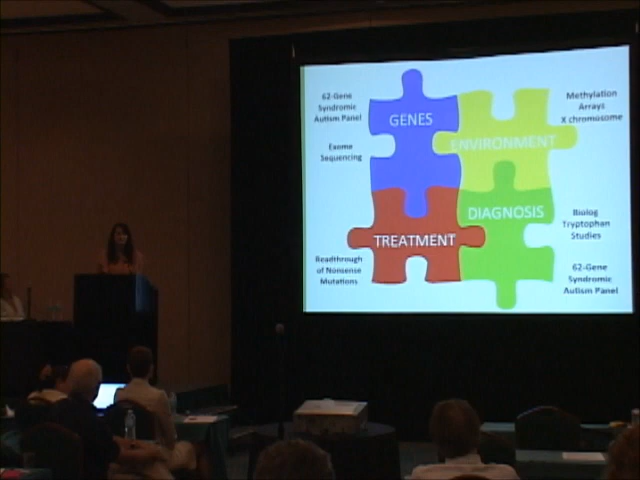 62-Gene
Syndromic
Autism Panel
Exome
Sequencing
GENES
ENVIRONMENT
Methylation
Arrays
X chromosome
TREATMENT
DIAGNOSIS
Readthrough
of Nonsense
Mutations
Biolog
Tryptophan
Studies
62-Gene
Syndromic
Autism Panel